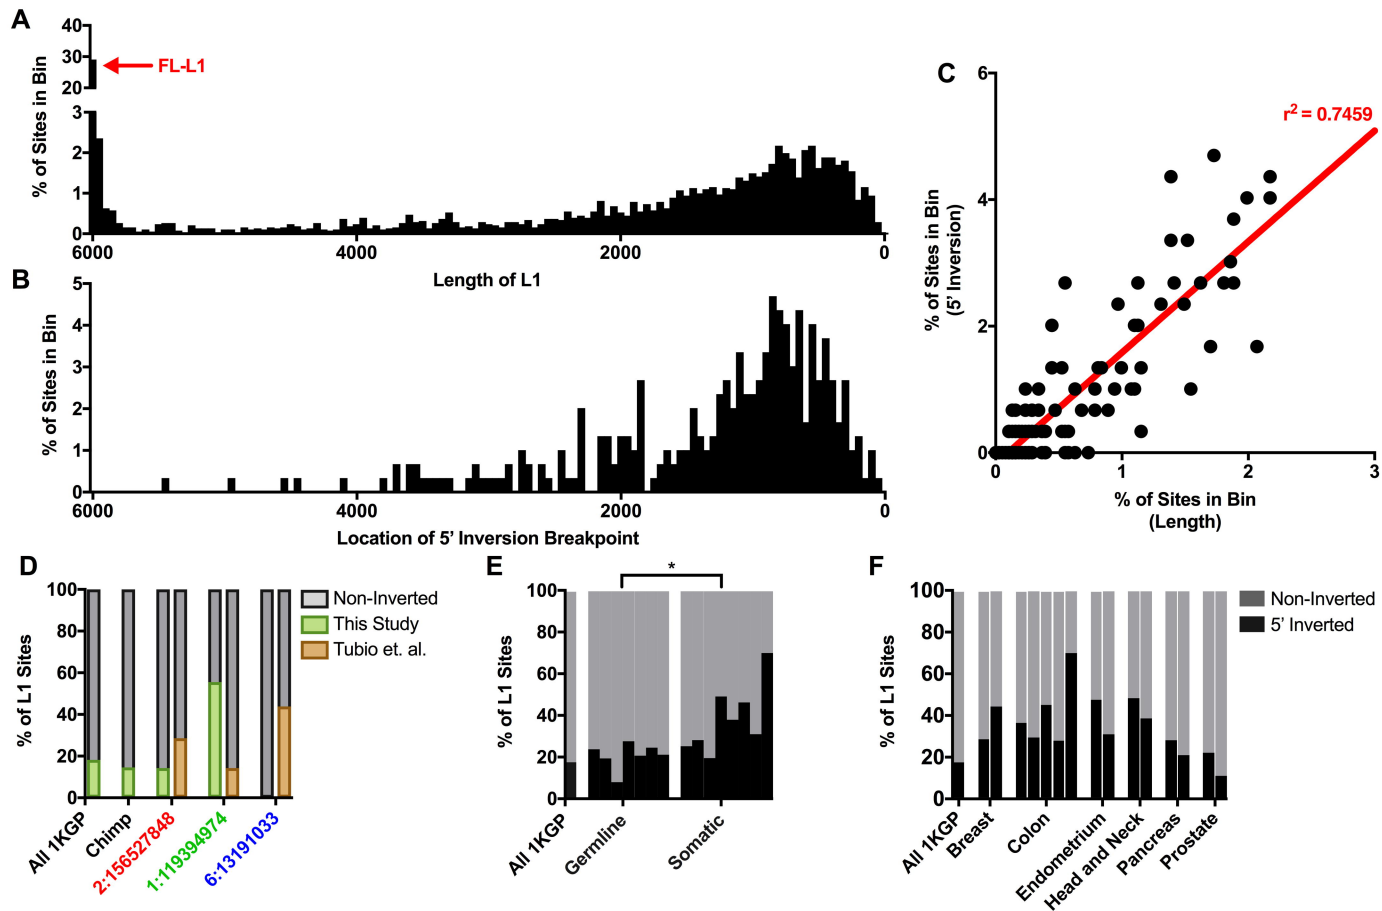 A
40
30
20
3
2
1
0
% of Sites in Bin
FL-L1
6000
4000
2000
0
Length of L1
B
5
4
3
2
1
0
% of Sites in Bin
6000
4000
2000
0
Location of 5' Inversion Breakpoint
C
6
4
2
0
% of Sites in Bin
(5' Inversion)
r2 = 0.7459
0
1
2
3
% of Sites in Bin
(Length)
D
100
80
60
40
20
0
% of L1 Sites
Non-Inverted
This Study
Tubio et. al.
All 1KGP
Chimp
2:156527848
1:119394974
6:13191033
E
100
80
60
40
20
0
% of L1 Sites
*
All 1KGP
Germline
Somatic
F
100
80
60
40
20
0
% of L1 Sites
Non-Inverted
5' Inverted
All 1KGP
Breast
Colon
Endometrium
Head and Neck
Pancreas
Prostate